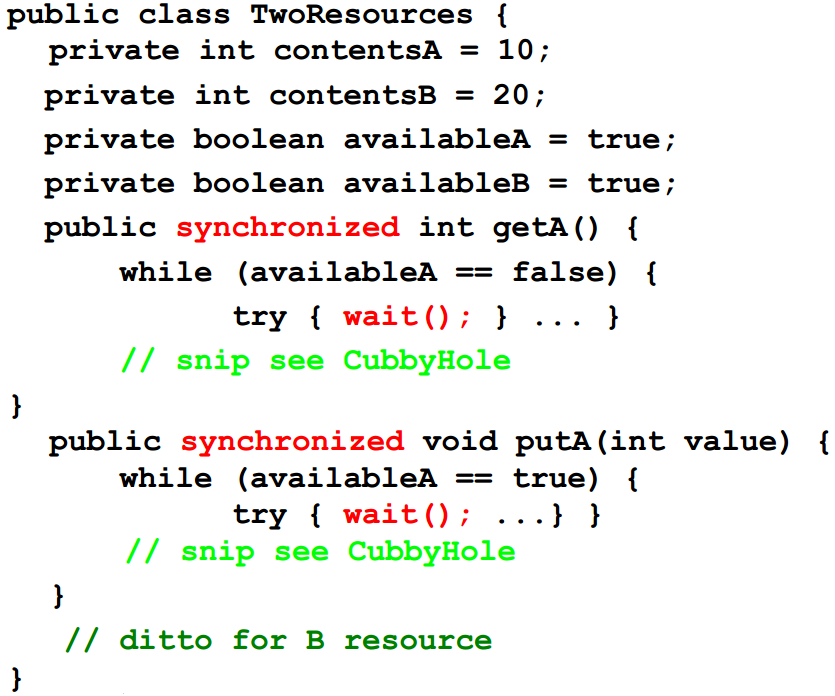 public class TwoResources {
private int contentsA = 10;
private int contentsB = 20;
private boolean availableA = true;
private boolean availableB = true;
public synchronized int getA() {
while (availableA == false) {
try { wait(); } ... }
// snip see CubbyHole
}
public synchronized void putA(int value) {
while (availableA == true) {
try { wait(); ...} }
// snip see CubbyHole
}
// ditto for B resource
}